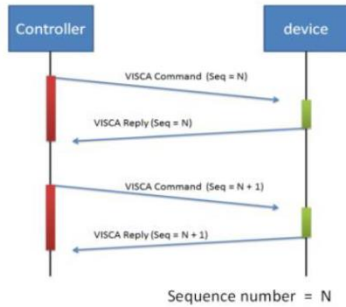 Controller
device
VISCA Command (Seq = N)
VISCA Reply (Seq = N)
VISCA Command (Seq = N + 1)
VISCA Reply (Seq = N + 1)
Sequence number = N